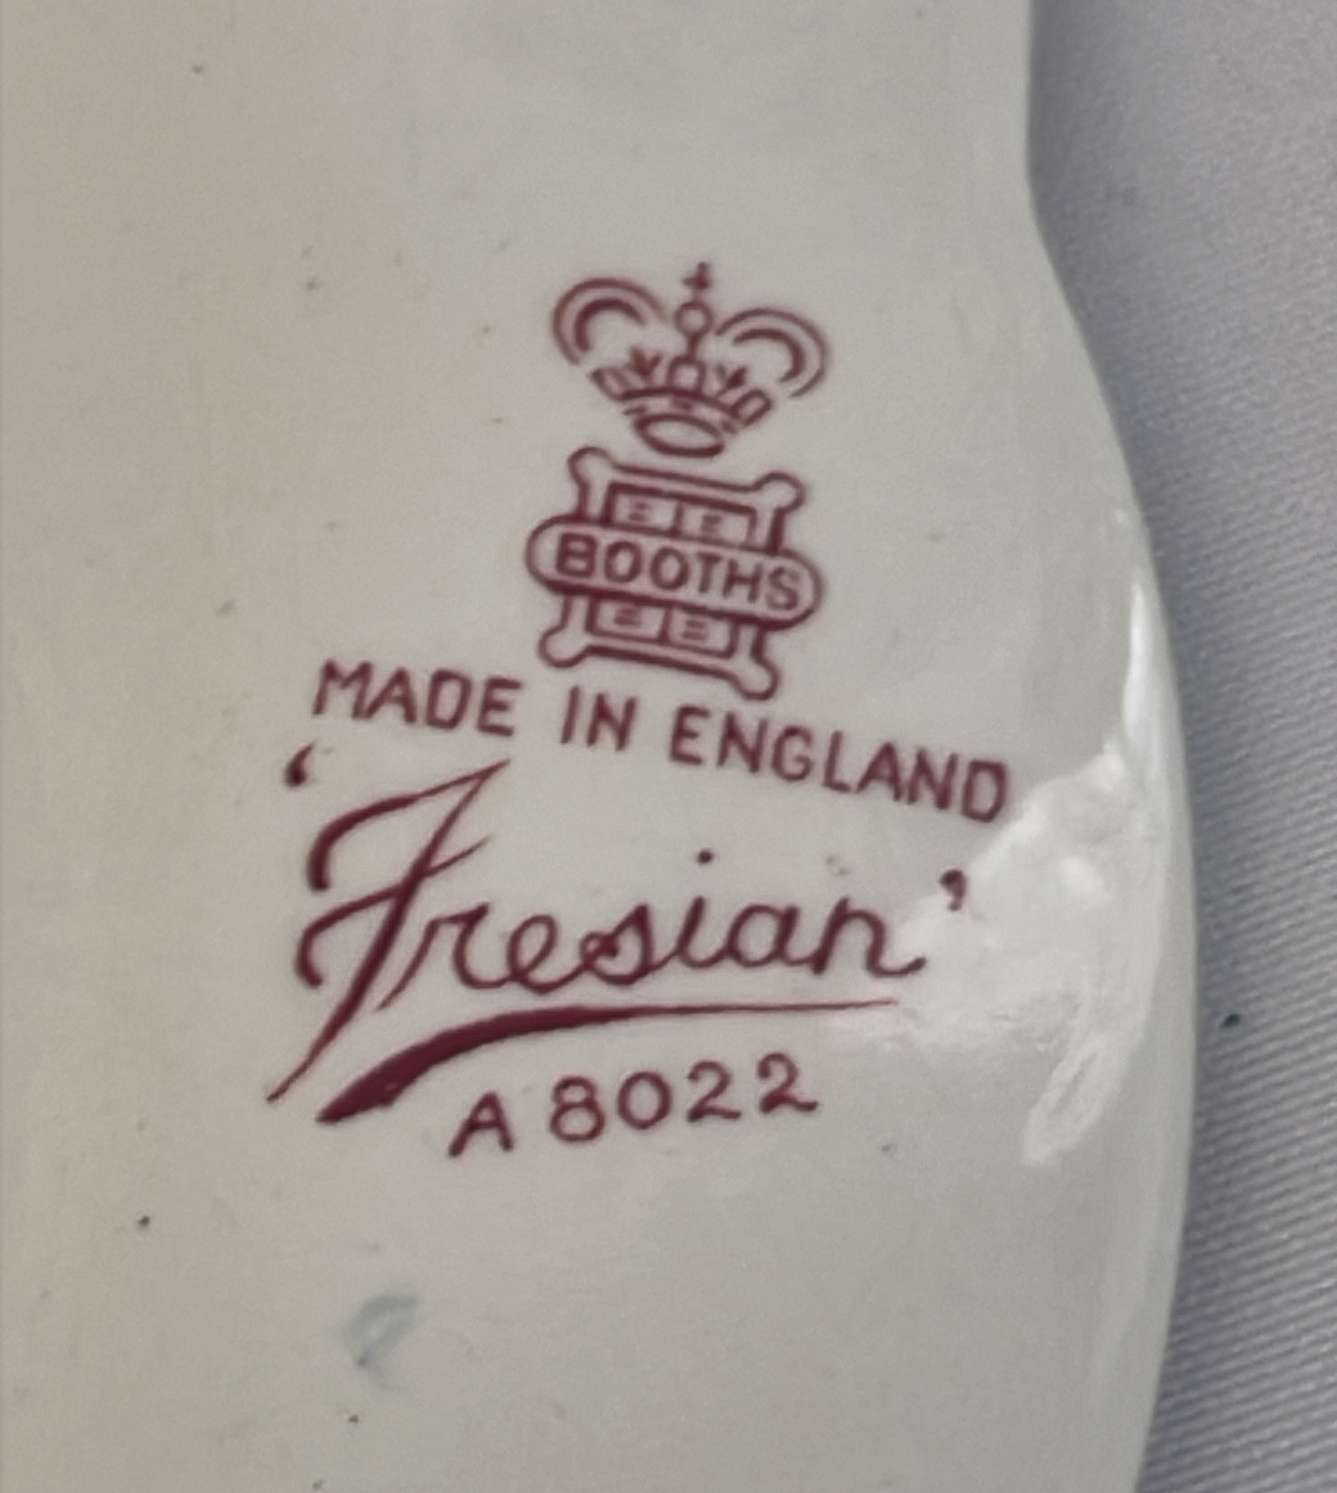 BOOTHS
MADE IN ENGLAND
‘Fresian’
A 8022